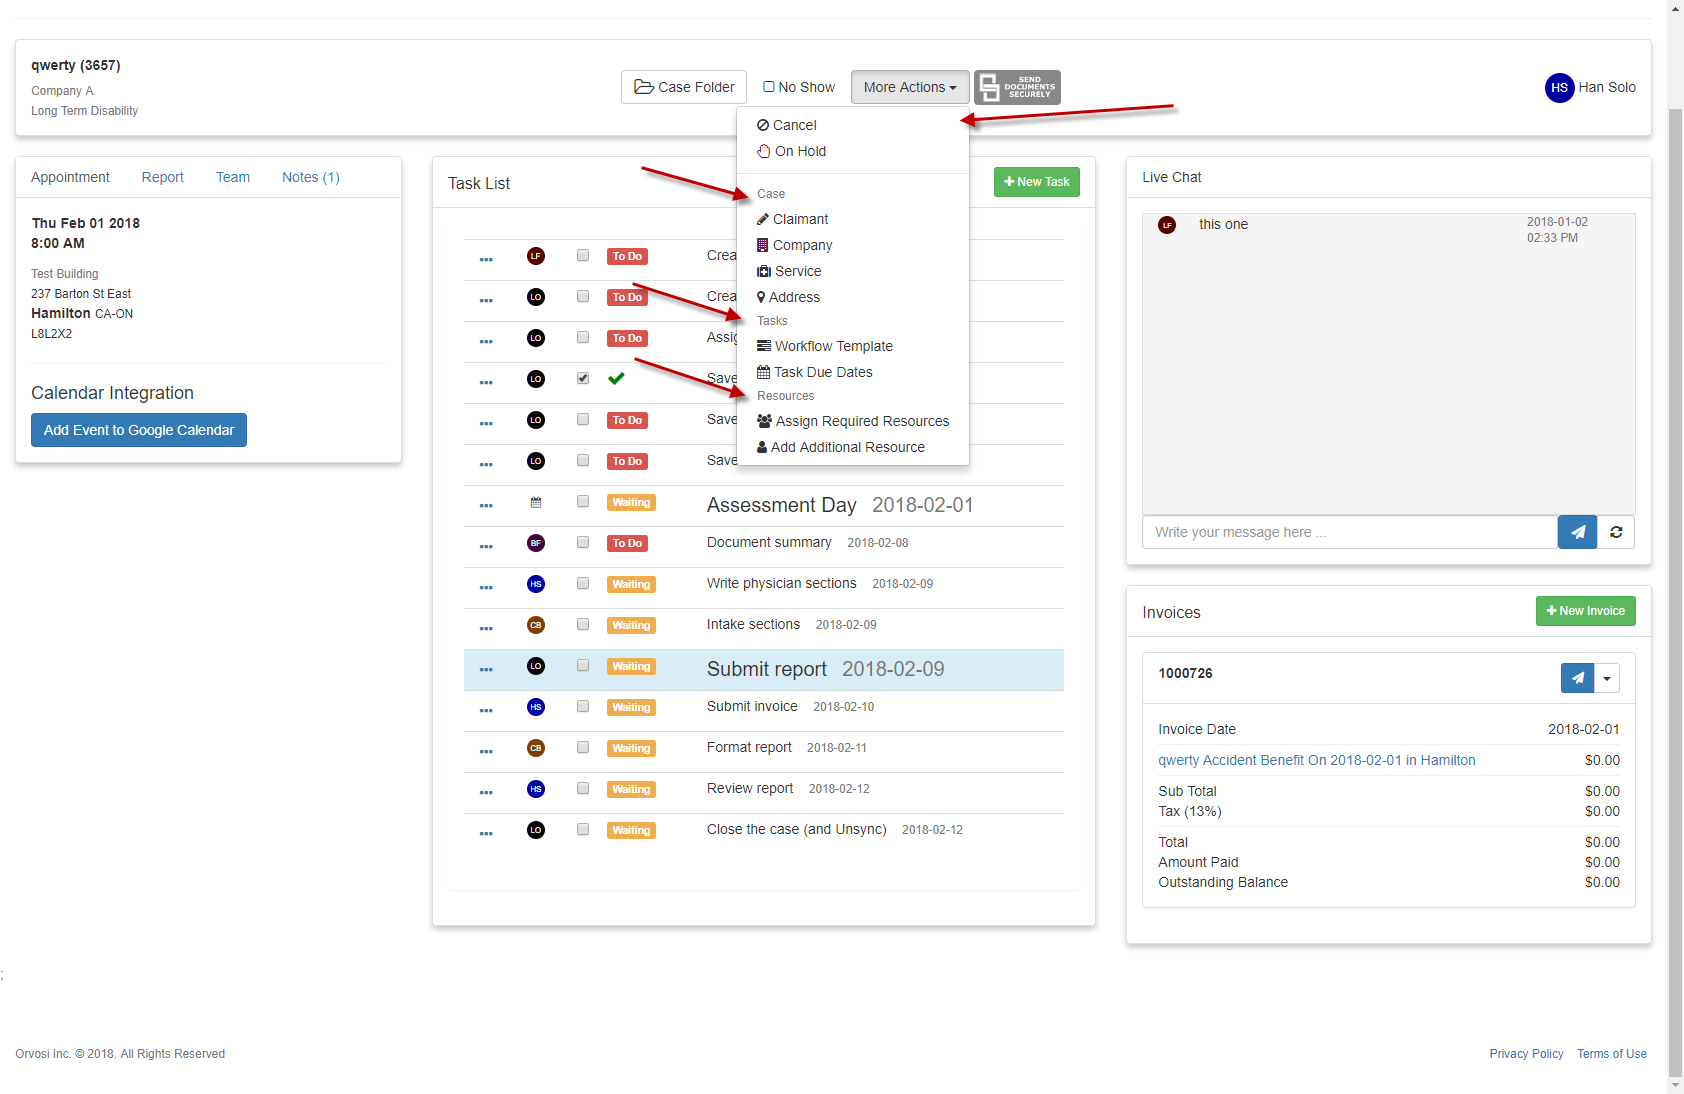 qwerty (3657)
Company A
Long Term Disability
Case Folder
No Show
More Actions
SEND
DOCUMENTS
SECURELY
HS Han Solo
Cancel
On Hold
Case
Claimant
Company
Service
Address
Tasks
Workflow Template
Task Due Dates
Resources
Assign Required Resources
Add Additional Resource
Appointment Report Team Notes (1)
Thu Feb 01 2018
8:00 AM
Test Building
237 Barton St East
Hamilton CA-ON
L8L2X2
Calendar Integration
Add Event to Google Calendar
Task List
New Task
LF To Do Crea
LO To Do Crea
LO To Do Assig
LO Save
LO To Do Save
LO To Do Save
Waiting Assessment Day 2018-02-01
BF To Do Document summary 2018-02-08
HS Waiting Write physician sections 2018-02-09
CB Waiting Intake sections 2018-02-09
LO Waiting Submit report 2018-02-09
HS Waiting Submit invoice 2018-02-10
CB Waiting Format report 2018-02-11
HS Waiting Review report 2018-02-12
LO Waiting Close the case (and Unsync) 2018-02-12
Live Chat
LF this one 2018-01-02
02:33 PM
Write your message here ...
Invoices
New Invoice
1000726
Invoice Date 2018-02-01
qwerty Accident Benefit On 2018-02-01 in Hamilton $0.00
Sub Total $0.00
Tax (13%) $0.00
Total $0.00
Amount Paid $0.00
Outstanding Balance $0.00
;
Orvosi Inc. © 2018. All Rights Reserved
Privacy Policy Terms of Use